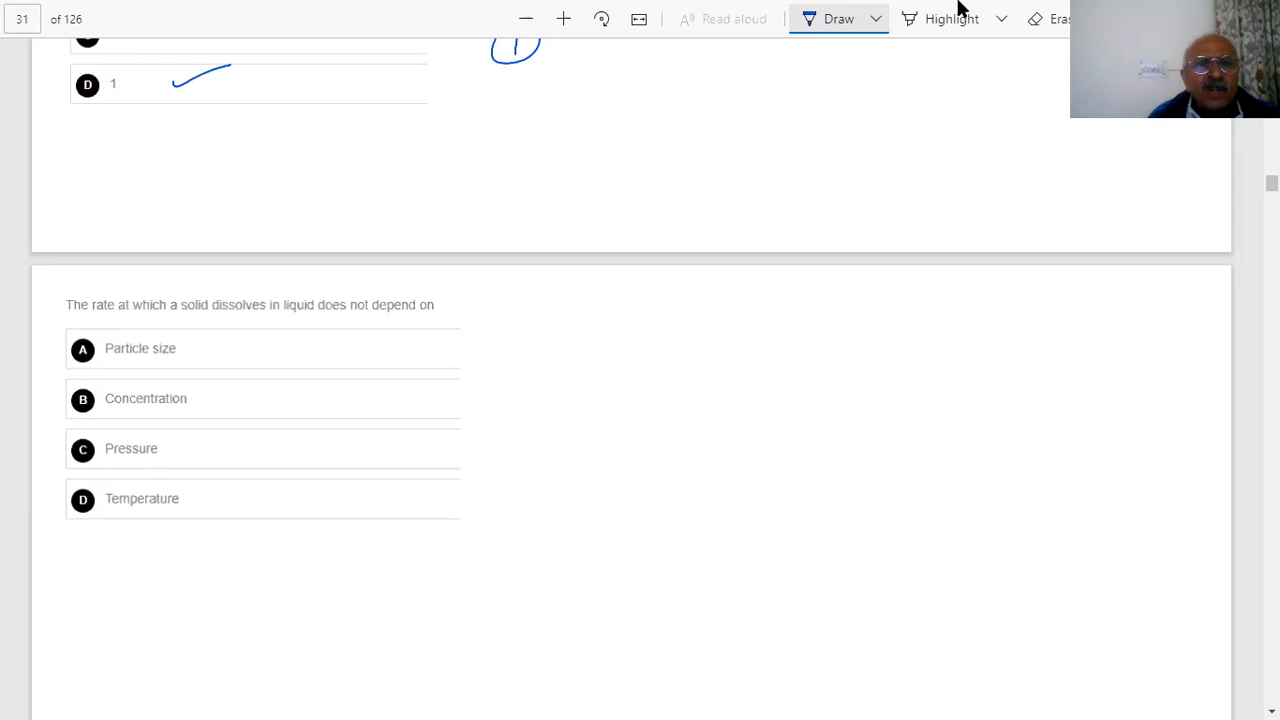 31 of 126
Read aloud
Draw
Highlight
1
D 1
The rate at which a solid dissolves in liquid does not depend on
A Particle size
B Concentration
C Pressure
D Temperature